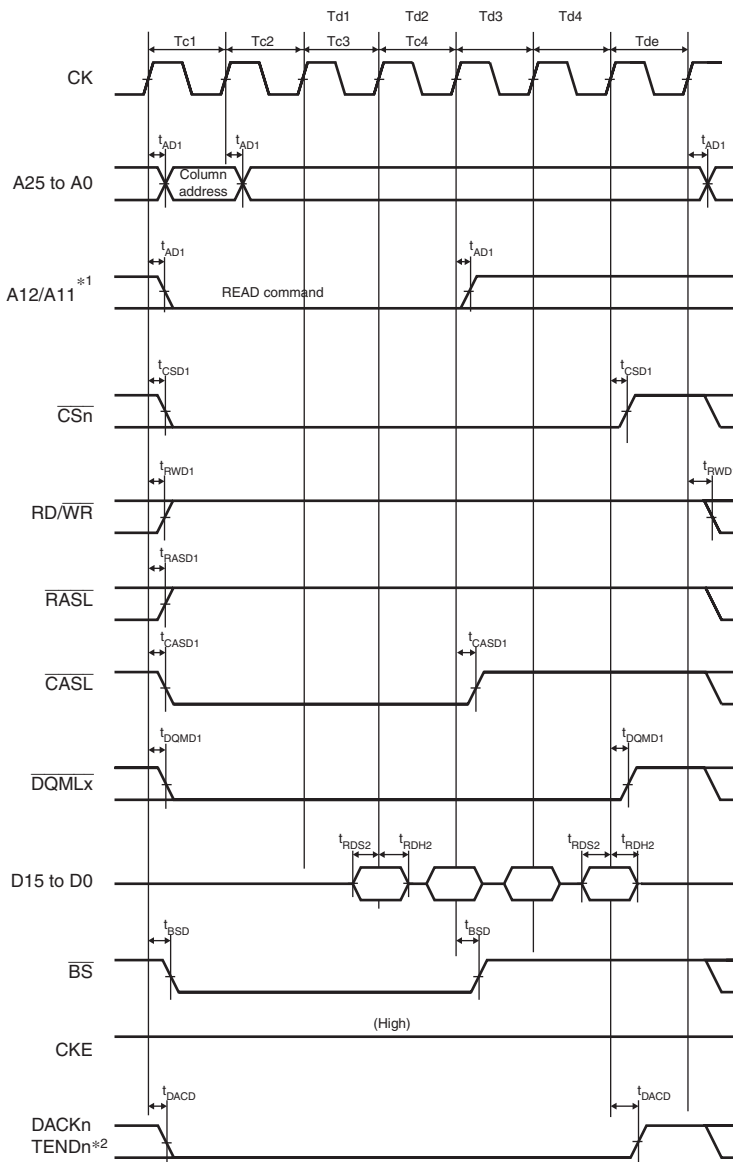 Td1 Td2 Td3 Td4
Tc1 Tc2 Tc3 Tc4 Tde
CK
tAD1 tAD1 tAD1
A25 to A0
Column
address
tAD1 tAD1
A12/A11*1
READ command
tCSD1 tCSD1
CSn
tRWD1 tRWD
RD/WR
tRASD1
RASL
tCASD1 tCASD1
CASL
tDQMD1 tDQMD1
DQMLx
tRDS2 tRDH2 tRDS2 tRDH2
D15 to D0
tBSD tBSD
BS
(High)
CKE
tDACD tDACD
DACKn
TENDn*2